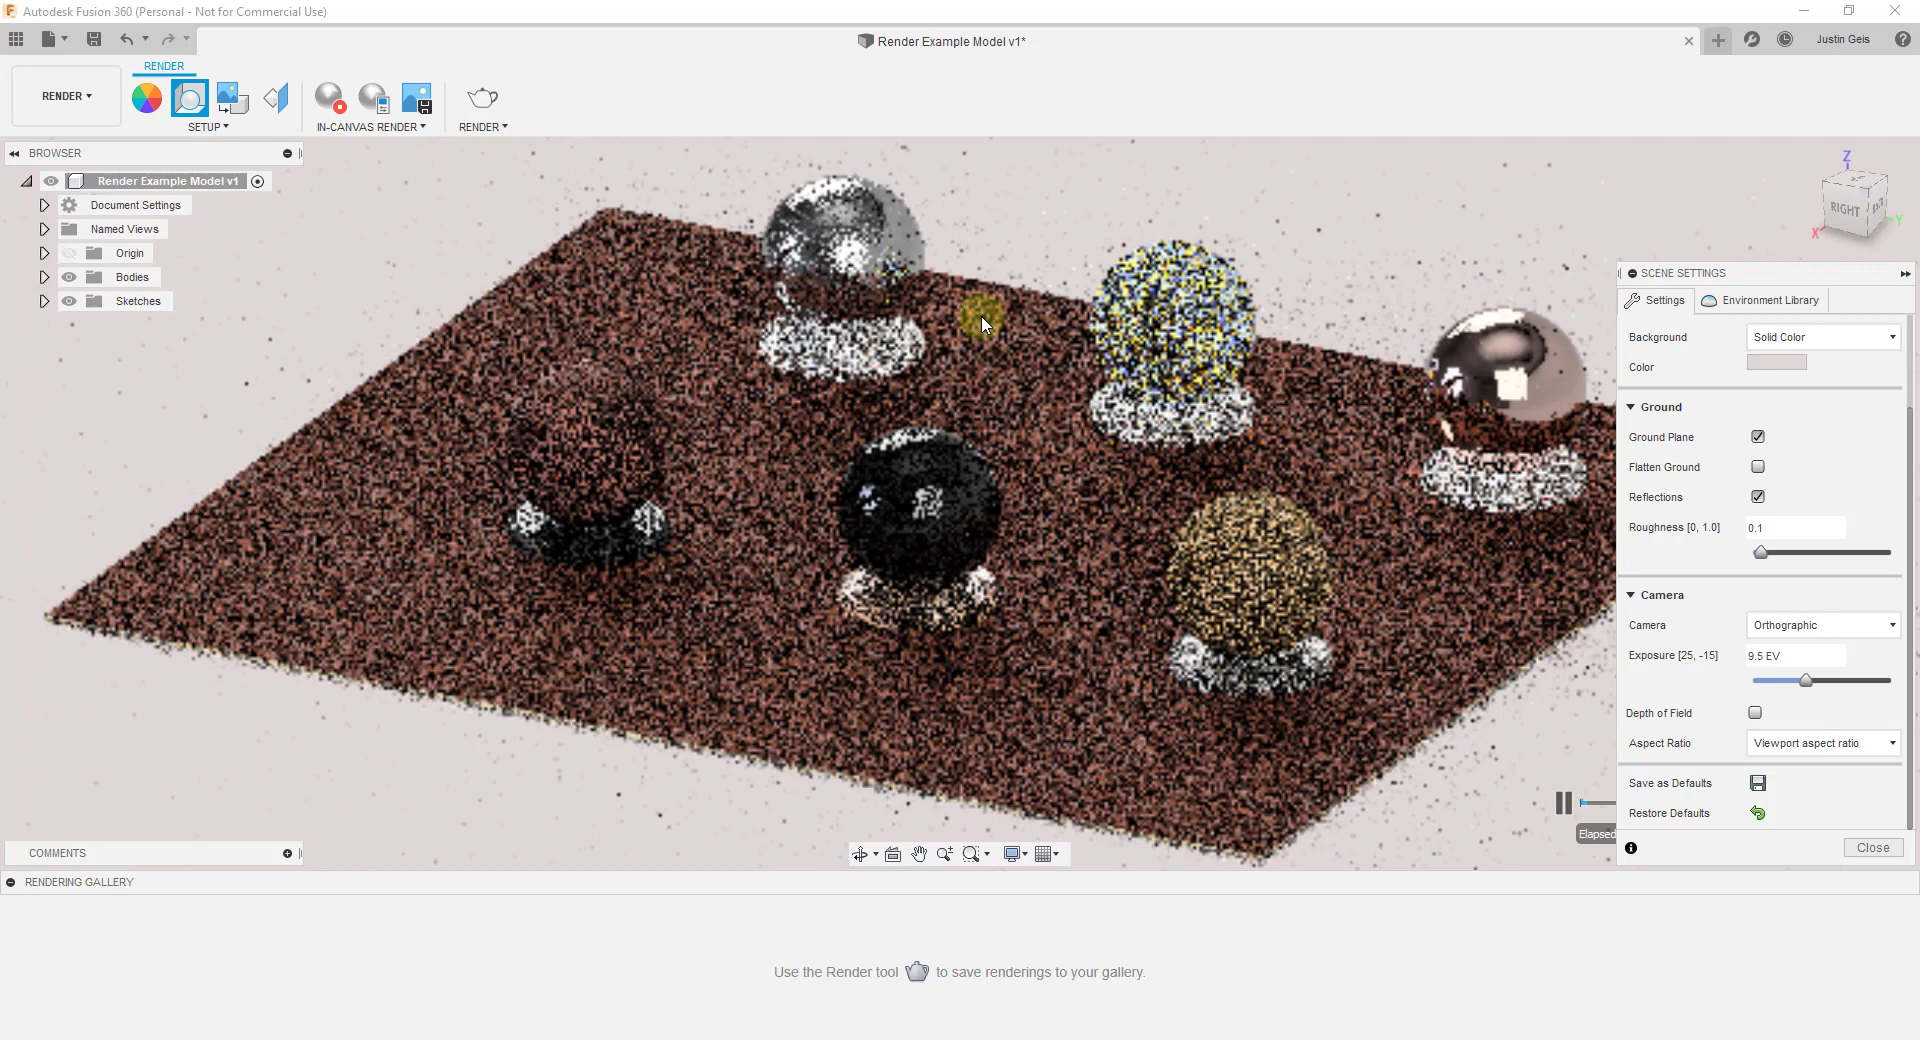 Autodesk Fusion 360 (Personal - Not for Commercial Use)
Render Example Model v1*
Justin Geis
RENDER
RENDER
SETUP
IN-CANVAS RENDER
RENDER
BROWSER
Render Example Model v1
Document Settings
Named Views
Origin
Bodies
Sketches
Z
RIGHT
X
Y
SCENE SETTINGS
Settings
Environment Library
Background
Solid Color
Color
Ground
Ground Plane
Flatten Ground
Reflections
Roughness [0, 1.0]
0.1
Camera
Camera
Orthographic
Exposure [25, -15]
9.5 EV
Depth of Field
Aspect Ratio
Viewport aspect ratio
Save as Defaults
Restore Defaults
Elapsed
Close
COMMENTS
RENDERING GALLERY
Use the Render tool to save renderings to your gallery.